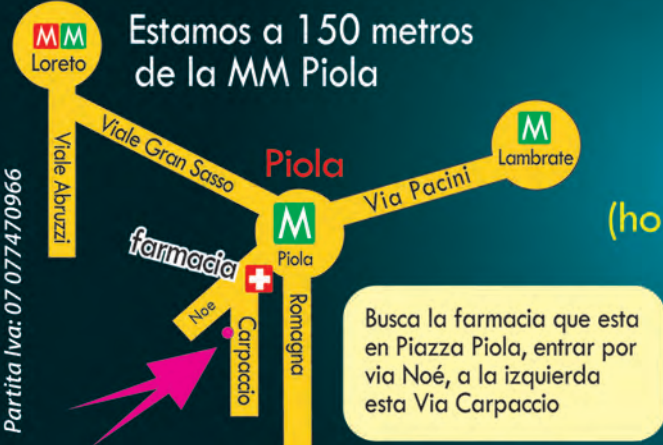 MM
Loreto
Estamos a 150 metros
de la MM Piola
Viale Abruzzi
Viale Gran Sasso
Piola
Via Pacini
M
Lambrate
M
Piola
farmacia
Noe
Carpaccio
Romagna
(ho
Busca la farmacia que esta
en Piazza Piola, entrar por
via Noé, a la izquierda
esta Via Carpaccio
Partita Iva: 07 077470966